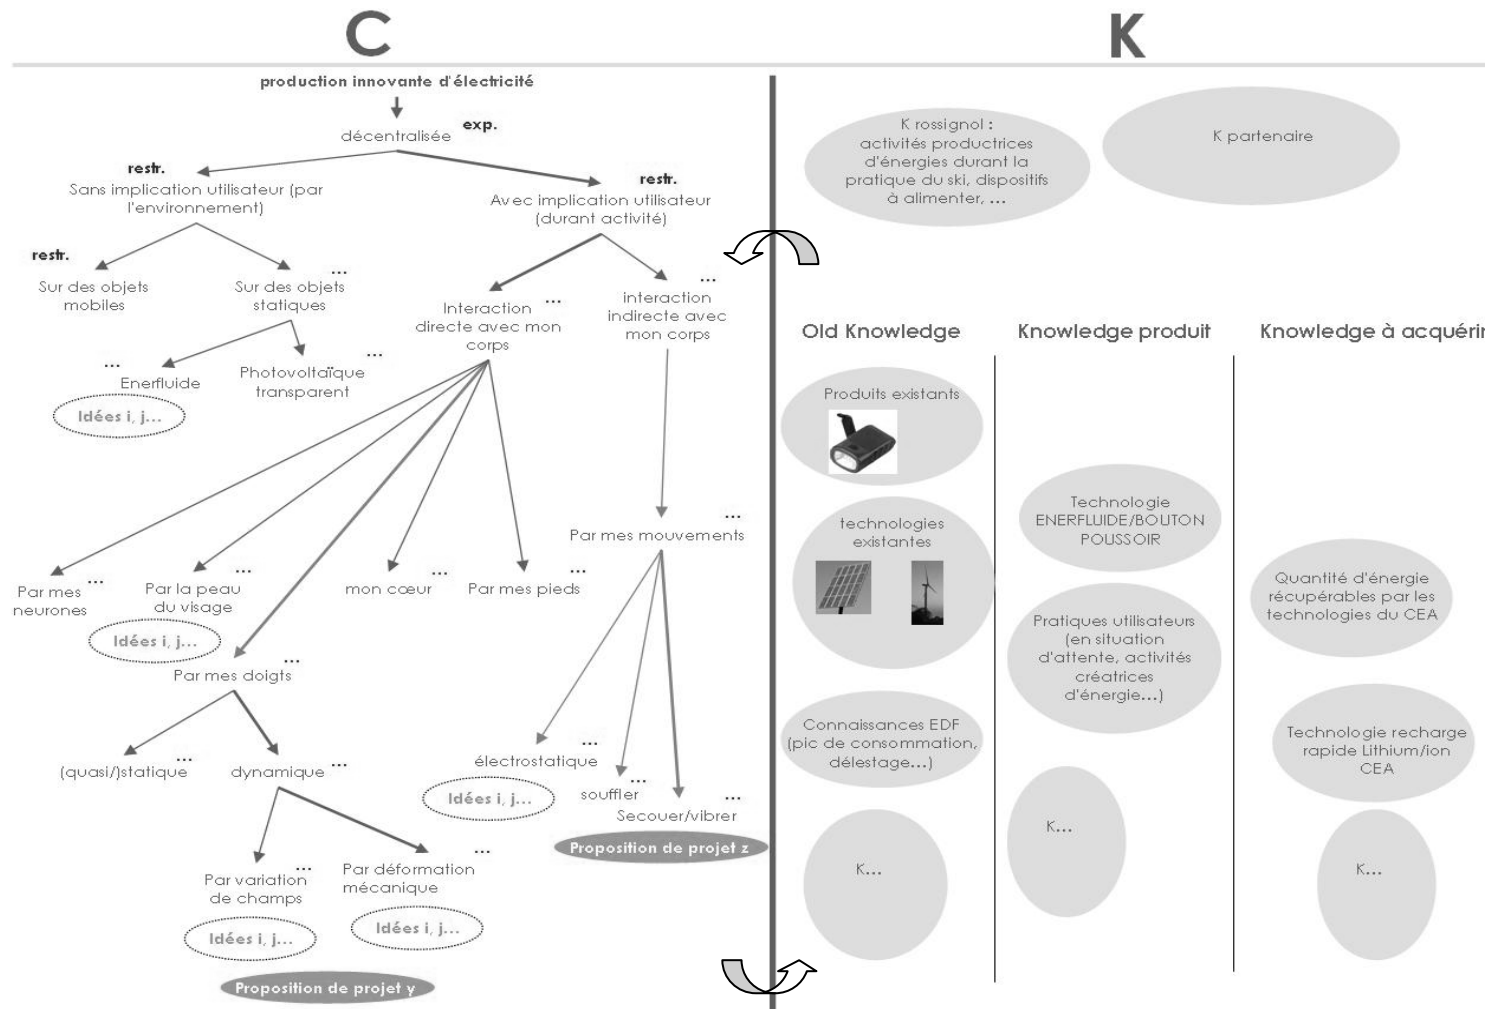 C
K
production innovante d'électricité
décentralisée
exp.
restr.
Sans implication utilisateur (par
l'environnement)
restr.
Avec implication utilisateur
(durant activité)
restr.
Sur des objets
mobiles
...
Sur des objets
statiques
...
Interaction
directe avec mon
corps
...
interaction
indirecte avec
mon corps
...
Enerfluide
Idées i, j...
...
Photovoltaïque
transparent
...
Par mes
neurones
...
Par la peau
du visage
Idées i, j...
...
mon cœur
...
Par mes pieds
...
Par mes mouvements
...
Par mes doigts
...
(quasi/)statique
...
dynamique
...
électrostatique
Idées i, j...
...
souffler
...
Secouer/vibrer
Proposition de projet z
...
Par variation
de champs
Idées i, j...
...
Par déformation
mécanique
Idées i, j...
Proposition de projet y
K rossignol :
activités productrices
d'énergies durant la
pratique du ski, dispositifs
à alimenter, ...
K partenaire
Old Knowledge
Produits existants
technologies
existantes
Connaissances EDF
(pic de consommation,
délestage...)
K...
Knowledge produit
Technologie
ENERFLUIDE/BOUTON
POUSSOIR
Pratiques utilisateurs
(en situation
d'attente, activités
créatrices
d'énergie...)
K...
Knowledge à acquérir
Quantité d'énergie
récupérables par les
technologies du CEA
Technologie recharge
rapide Lithium/ion
CEA
K...